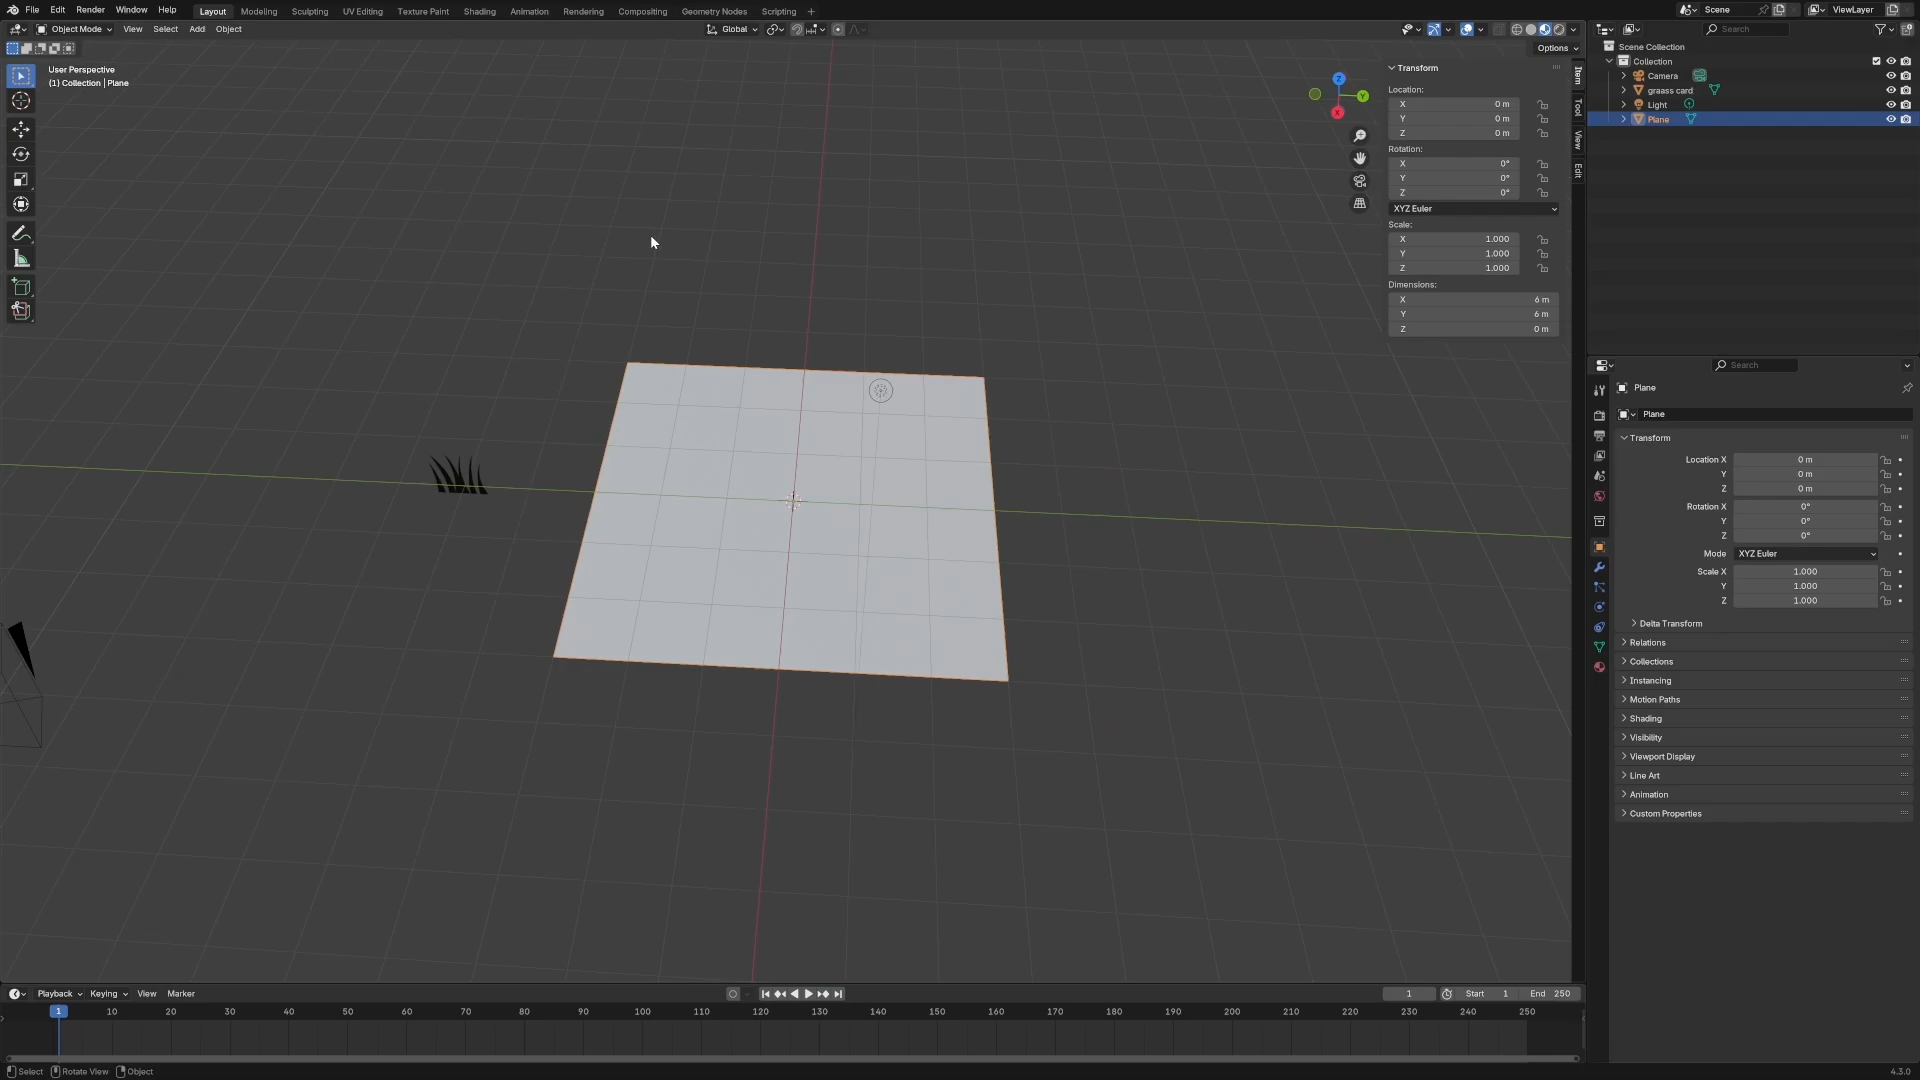 File Edit Render Window Help Layout Modeling Sculpting UV Editing Texture Paint Shading Animation Rendering Compositing Geometry Nodes Scripting + Scene ViewLayer
Object Mode View Select Add Object Global Search
Options
User Perspective
(1) Collection | Plane
Z
Y
X
Transform
Location:
X 0 m
Y 0 m
Z 0 m
Rotation:
X 0°
Y 0°
Z 0°
XYZ Euler
Scale:
X 1.000
Y 1.000
Z 1.000
Dimensions:
X 6 m
Y 6 m
Z 0 m
Item
Tool
View
Edit
Scene Collection
Collection
Camera
graass card
Light
Plane
Search
Plane
Plane
Transform
Location X 0 m
Y 0 m
Z 0 m
Rotation X 0°
Y 0°
Z 0°
Mode XYZ Euler
Scale X 1.000
Y 1.000
Z 1.000
Delta Transform
Relations
Collections
Instancing
Motion Paths
Shading
Visibility
Viewport Display
Line Art
Animation
Custom Properties
Playback Keying View Marker 1 Start 1 End 250
1 10 20 30 40 50 60 70 80 90 100 110 120 130 140 150 160 170 180 190 200 210 220 230 240 250
Select Rotate View Object 4.3.0